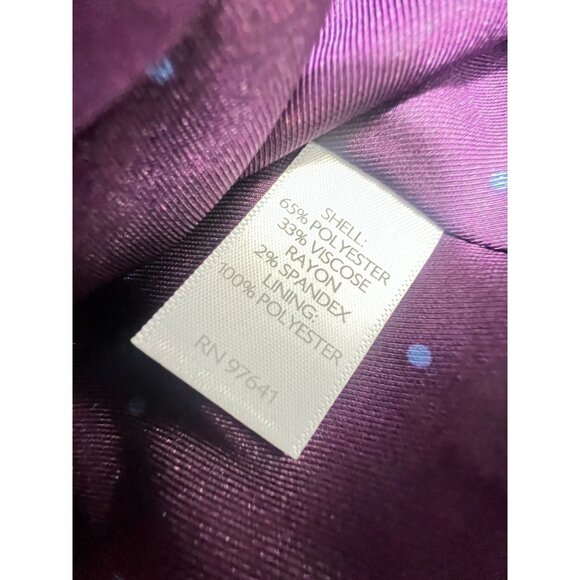 SHELL:
65% POLYESTER
33% VISCOSE
RAYON
2% SPANDEX
LINING:
100% POLYESTER
RN 97641